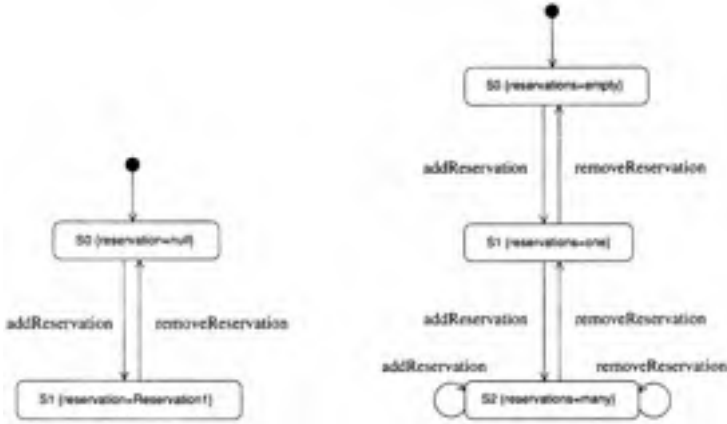 S0 {reservation=null}
addReservation
removeReservation
S1 {reservation=Reservation1}
S0 {reservations=empty}
addReservation
removeReservation
S1 {reservations=one}
addReservation
removeReservation
addReservation
removeReservation
S2 {reservations=many}